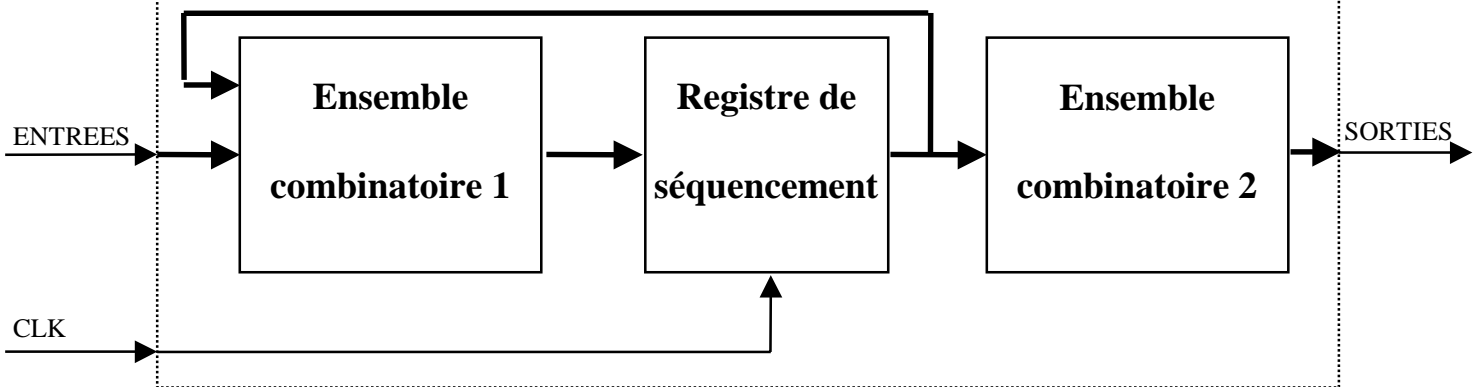 ENTREES
Ensemble
combinatoire 1
Registre de
séquencement
Ensemble
combinatoire 2
SORTIES
CLK